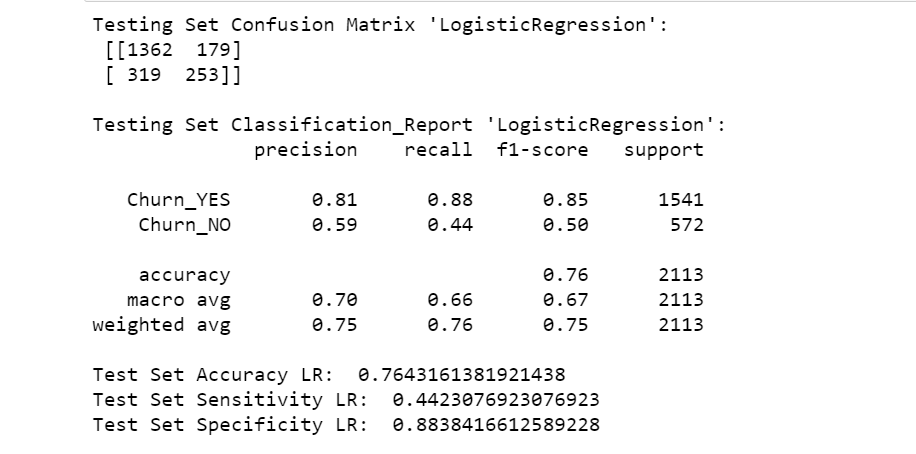 Testing Set Confusion Matrix 'LogisticRegression':
[[1362 179]
[ 319 253]]
Testing Set Classification_Report 'LogisticRegression':
precision recall f1-score support
Churn_YES 0.81 0.88 0.85 1541
Churn_NO 0.59 0.44 0.50 572
accuracy 0.76 2113
macro avg 0.70 0.66 0.67 2113
weighted avg 0.75 0.76 0.75 2113
Test Set Accuracy LR: 0.7643161381921438
Test Set Sensitivity LR: 0.4423076923076923
Test Set Specificity LR: 0.8838416612589228